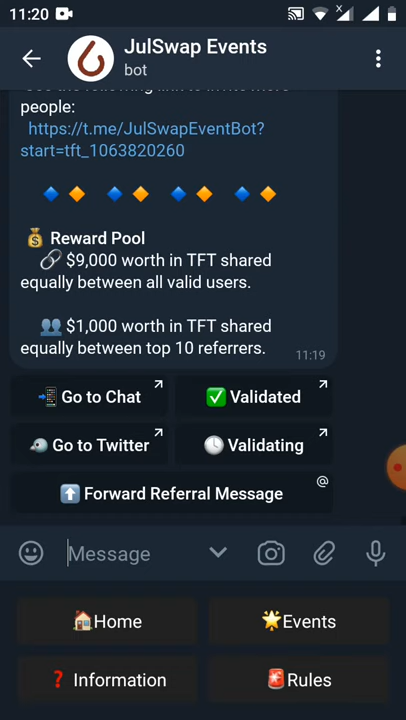 11:20
JulSwap Events
bot
people:
https://t.me/JulSwapEventBot?
start=tft_1063820260
💰 Reward Pool
🔗 $9,000 worth in TFT shared
equally between all valid users.
👥 $1,000 worth in TFT shared
equally between top 10 referrers.
11:19
📲 Go to Chat
✅ Validated
🐦 Go to Twitter
🕓 Validating
⬆️ Forward Referral Message
@
Message
🏠Home
🌟Events
❓ Information
🚨Rules